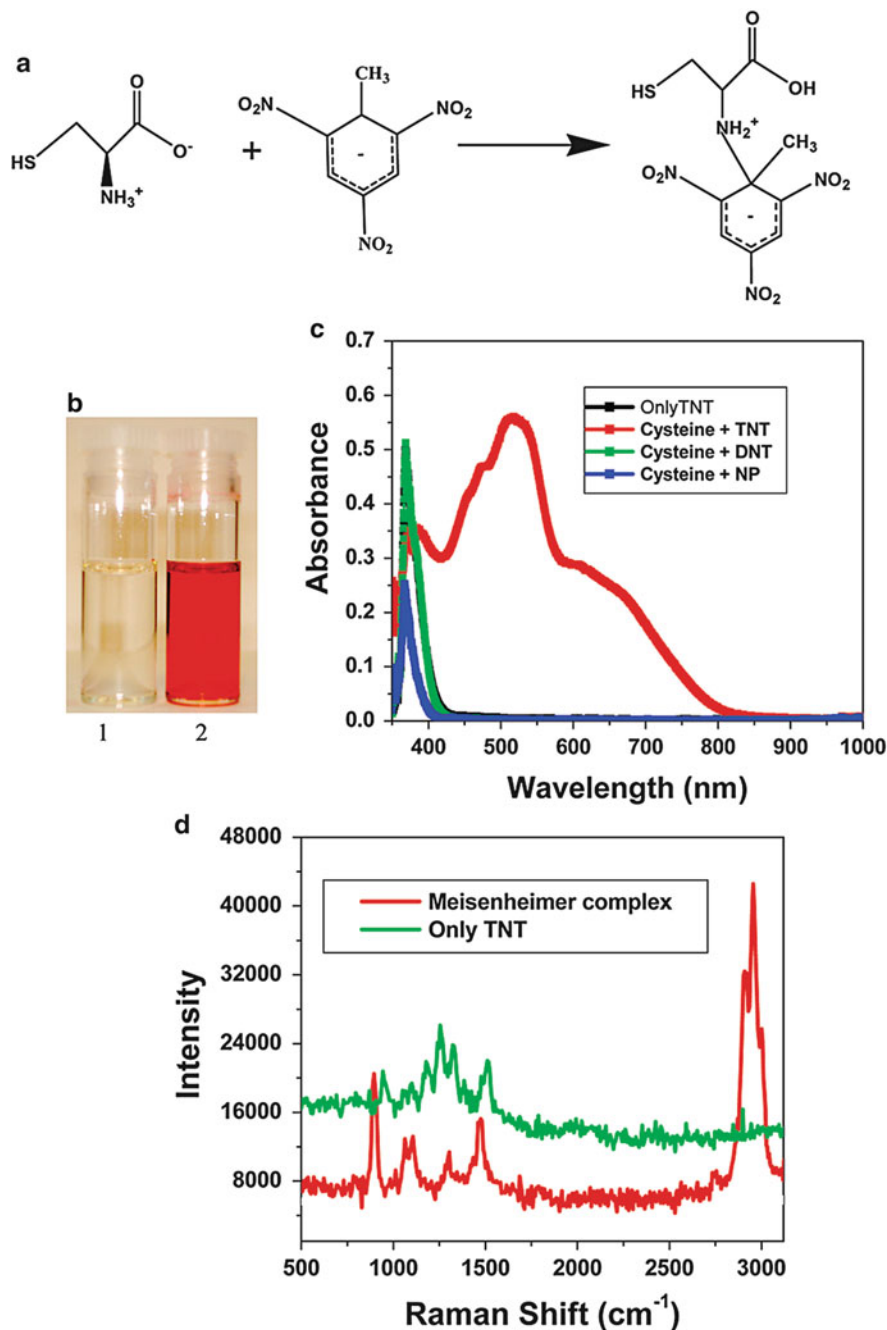 a
CH₃
O₂N
NO₂
NO₂
O
O⁻
HS
NH₃⁺
+
-
O
OH
HS
NH₂⁺
CH₃
O₂N
NO₂
-
NO₂
b
1 2
c
Absorbance
0.7
0.6
0.5
0.4
0.3
0.2
0.1
0.0
OnlyTNT
Cysteine + TNT
Cysteine + DNT
Cysteine + NP
400 500 600 700 800 900 1000
Wavelength (nm)
d
Intensity
48000
40000
32000
24000
16000
8000
Meisenheimer complex
Only TNT
500 1000 1500 2000 2500 3000
Raman Shift (cm⁻¹)